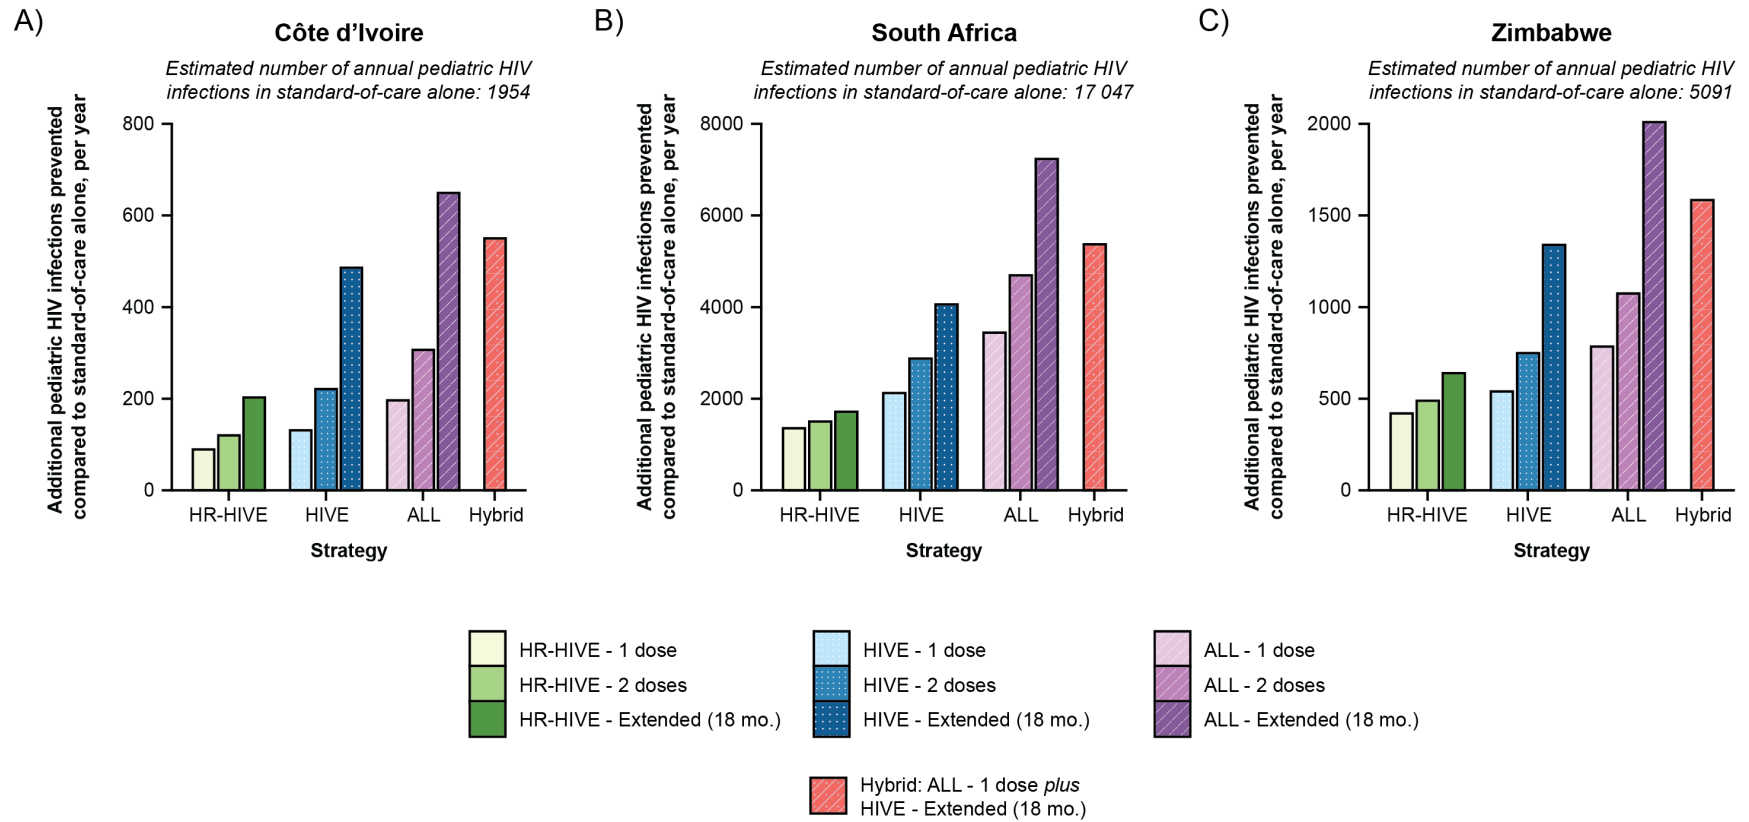 A)
Côte d’Ivoire
Estimated number of annual pediatric HIV
infections in standard-of-care alone: 1954
Additional pediatric HIV infections prevented
compared to standard-of-care alone, per year
800
600
400
200
0
HR-HIVE
HIVE
ALL
Hybrid
Strategy
B)
South Africa
Estimated number of annual pediatric HIV
infections in standard-of-care alone: 17 047
Additional pediatric HIV infections prevented
compared to standard-of-care alone, per year
8000
6000
4000
2000
0
HR-HIVE
HIVE
ALL
Hybrid
Strategy
C)
Zimbabwe
Estimated number of annual pediatric HIV
infections in standard-of-care alone: 5091
Additional pediatric HIV infections prevented
compared to standard-of-care alone, per year
2000
1500
1000
500
0
HR-HIVE
HIVE
ALL
Hybrid
Strategy
HR-HIVE - 1 dose
HR-HIVE - 2 doses
HR-HIVE - Extended (18 mo.)
HIVE - 1 dose
HIVE - 2 doses
HIVE - Extended (18 mo.)
ALL - 1 dose
ALL - 2 doses
ALL - Extended (18 mo.)
Hybrid: ALL - 1 dose plus
HIVE - Extended (18 mo.)